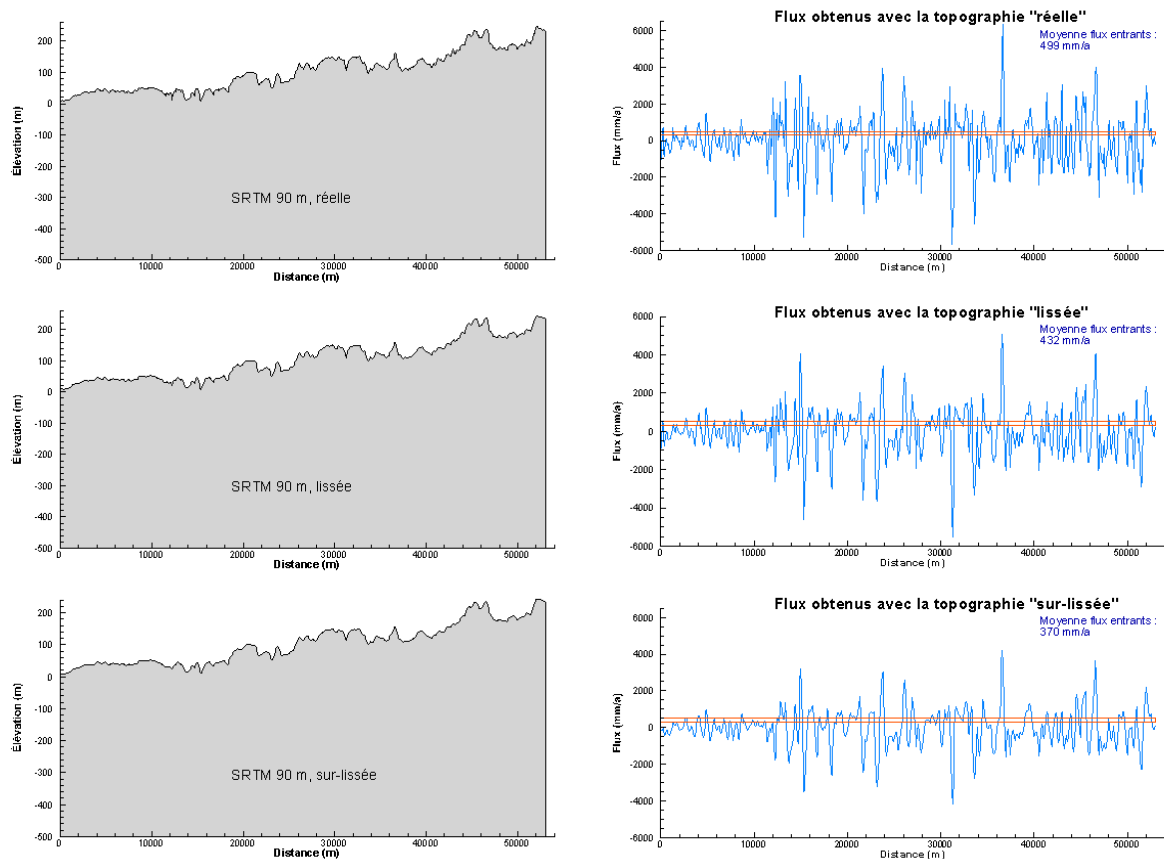 Élévation (m)
200
100
0
-100
-200
-300
-400
-500
SRTM 90 m, réelle
0 10000 20000 30000 40000 50000
Distance (m)
Flux obtenus avec la topographie "réelle"
Moyenne flux entrants :
499 mm/a
Flux (mm/a)
6000
4000
2000
0
-2000
-4000
-6000
0 10000 20000 30000 40000 50000
Distance (m)
Élévation (m)
200
100
0
-100
-200
-300
-400
-500
SRTM 90 m, lissée
0 10000 20000 30000 40000 50000
Distance (m)
Flux obtenus avec la topographie "lissée"
Moyenne flux entrants :
432 mm/a
Flux (mm/a)
6000
4000
2000
0
-2000
-4000
-6000
0 10000 20000 30000 40000 50000
Distance (m)
Élévation (m)
200
100
0
-100
-200
-300
-400
-500
SRTM 90 m, sur-lissée
0 10000 20000 30000 40000 50000
Distance (m)
Flux obtenus avec la topographie "sur-lissée"
Moyenne flux entrants :
370 mm/a
Flux (mm/a)
6000
4000
2000
0
-2000
-4000
-6000
0 10000 20000 30000 40000 50000
Distance (m)